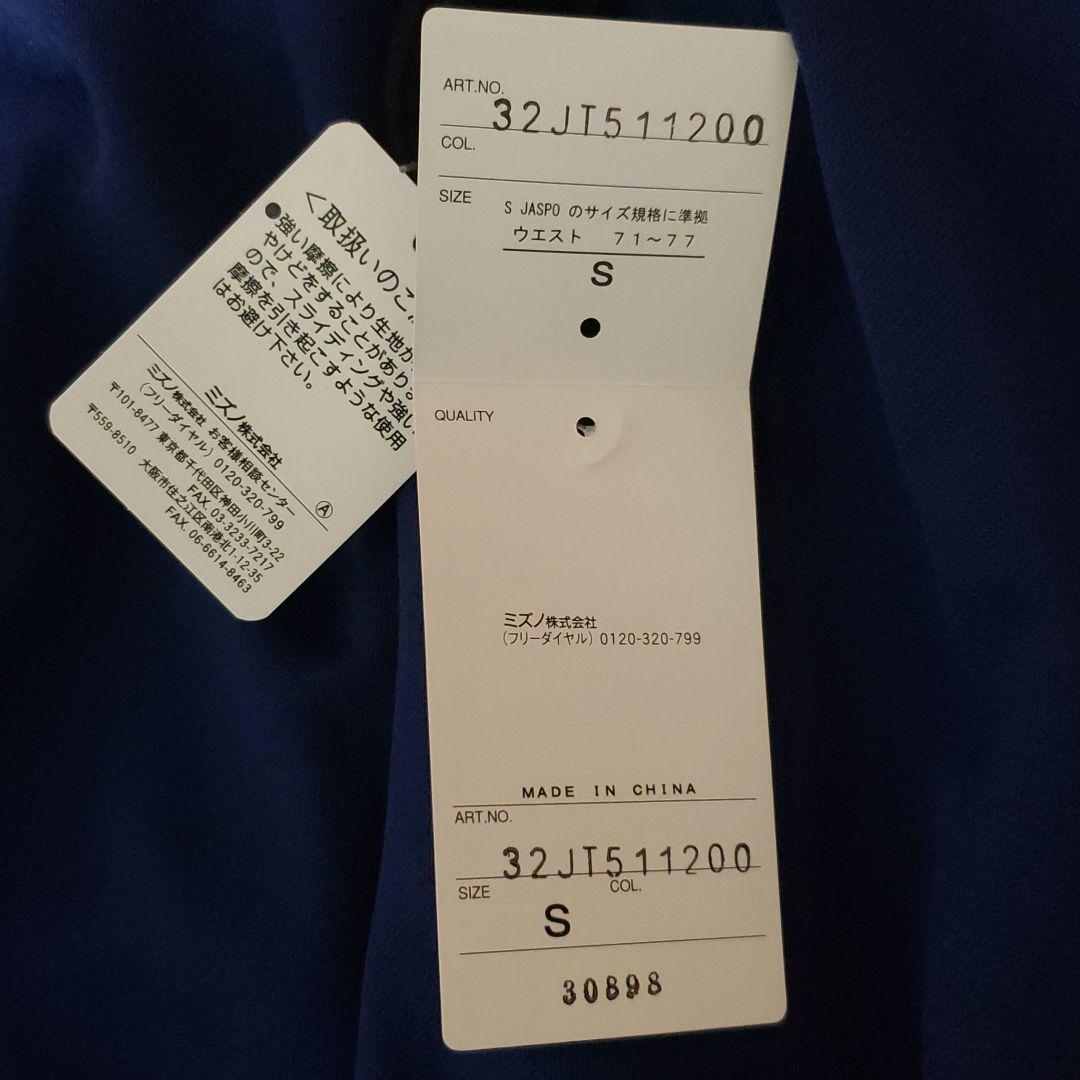 ART.NO.
32JT511200
COL.
SIZE
S JASPO のサイズ規格に準拠
ウエスト 71～77
S
QUALITY
ミズノ株式会社
(フリーダイヤル) 0120-320-799
MADE IN CHINA
ART.NO.
32JT511200
SIZE
COL.
S
30898
<取扱いのご
●強い摩擦により生地が
やけどをすることがあり
ので、スライディングや強い
摩擦を引き起こすような使用
はお避け下さい。
ミズノ株式会社
ミズノ株式会社 お客様相談センター
(フリーダイヤル) 0120-320-799
〒101-8477 東京都千代田区神田小川町3-22
FAX. 03-3233-7217
〒559-8510 大阪市住之江区南港北1-12-35
FAX. 06-6614-8463
Ⓐ